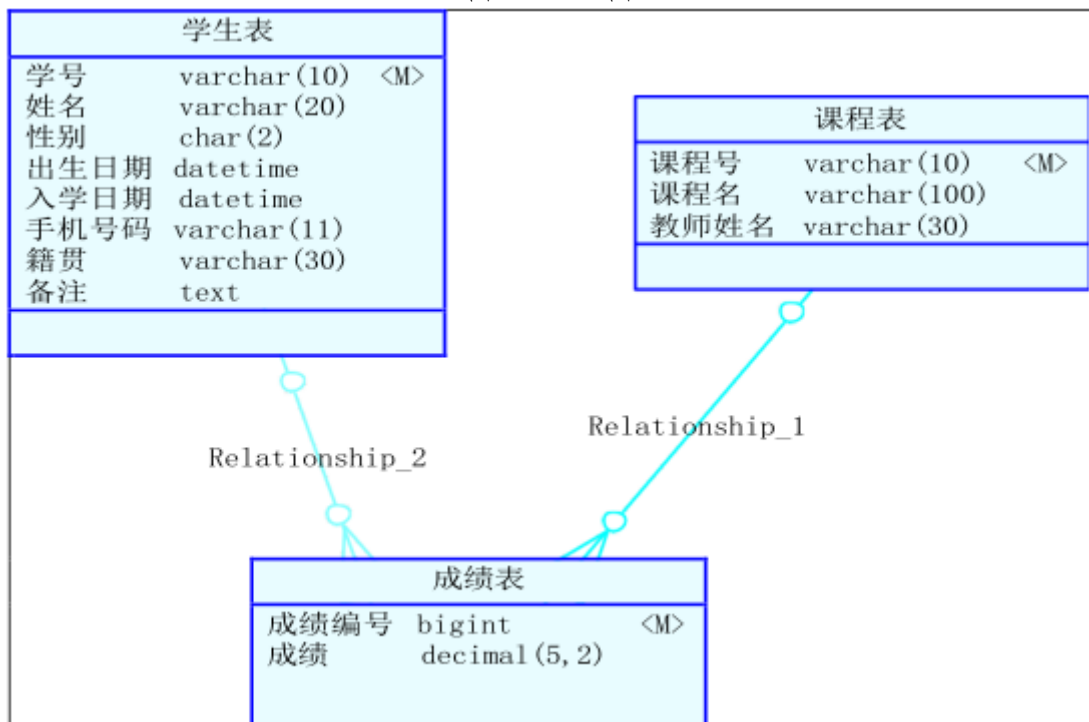 学生表
学号 varchar(10) <M>
姓名 varchar(20)
性别 char(2)
出生日期 datetime
入学日期 datetime
手机号码 varchar(11)
籍贯 varchar(30)
备注 text
课程表
课程号 varchar(10) <M>
课程名 varchar(100)
教师姓名 varchar(30)
Relationship_1
Relationship_2
成绩表
成绩编号 bigint <M>
成绩 decimal(5,2)